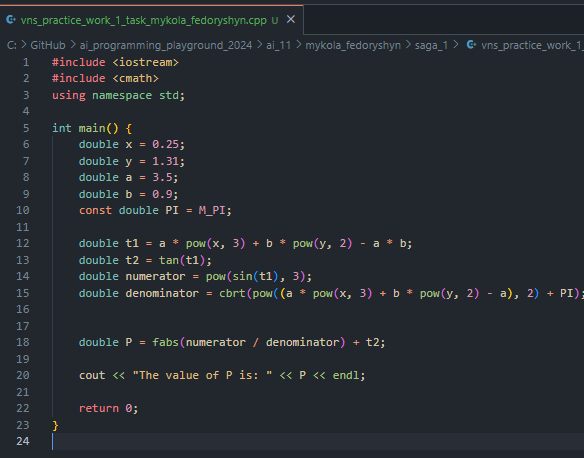 vns_practice_work_1_task_mykola_fedoryshyn.cpp U ×
C: > GitHub > ai_programming_playground_2024 > ai_11 > mykola_fedoryshyn > saga_1 > vns_practice_work_1_
1 #include <iostream>
2 #include <cmath>
3 using namespace std;
4
5 int main() {
6     double x = 0.25;
7     double y = 1.31;
8     double a = 3.5;
9     double b = 0.9;
10     const double PI = M_PI;
11
12     double t1 = a * pow(x, 3) + b * pow(y, 2) - a * b;
13     double t2 = tan(t1);
14     double numerator = pow(sin(t1), 3);
15     double denominator = cbrt(pow((a * pow(x, 3) + b * pow(y, 2) - a), 2) + PI);
16
17
18     double P = fabs(numerator / denominator) + t2;
19
20     cout << "The value of P is: " << P << endl;
21
22     return 0;
23 }
24